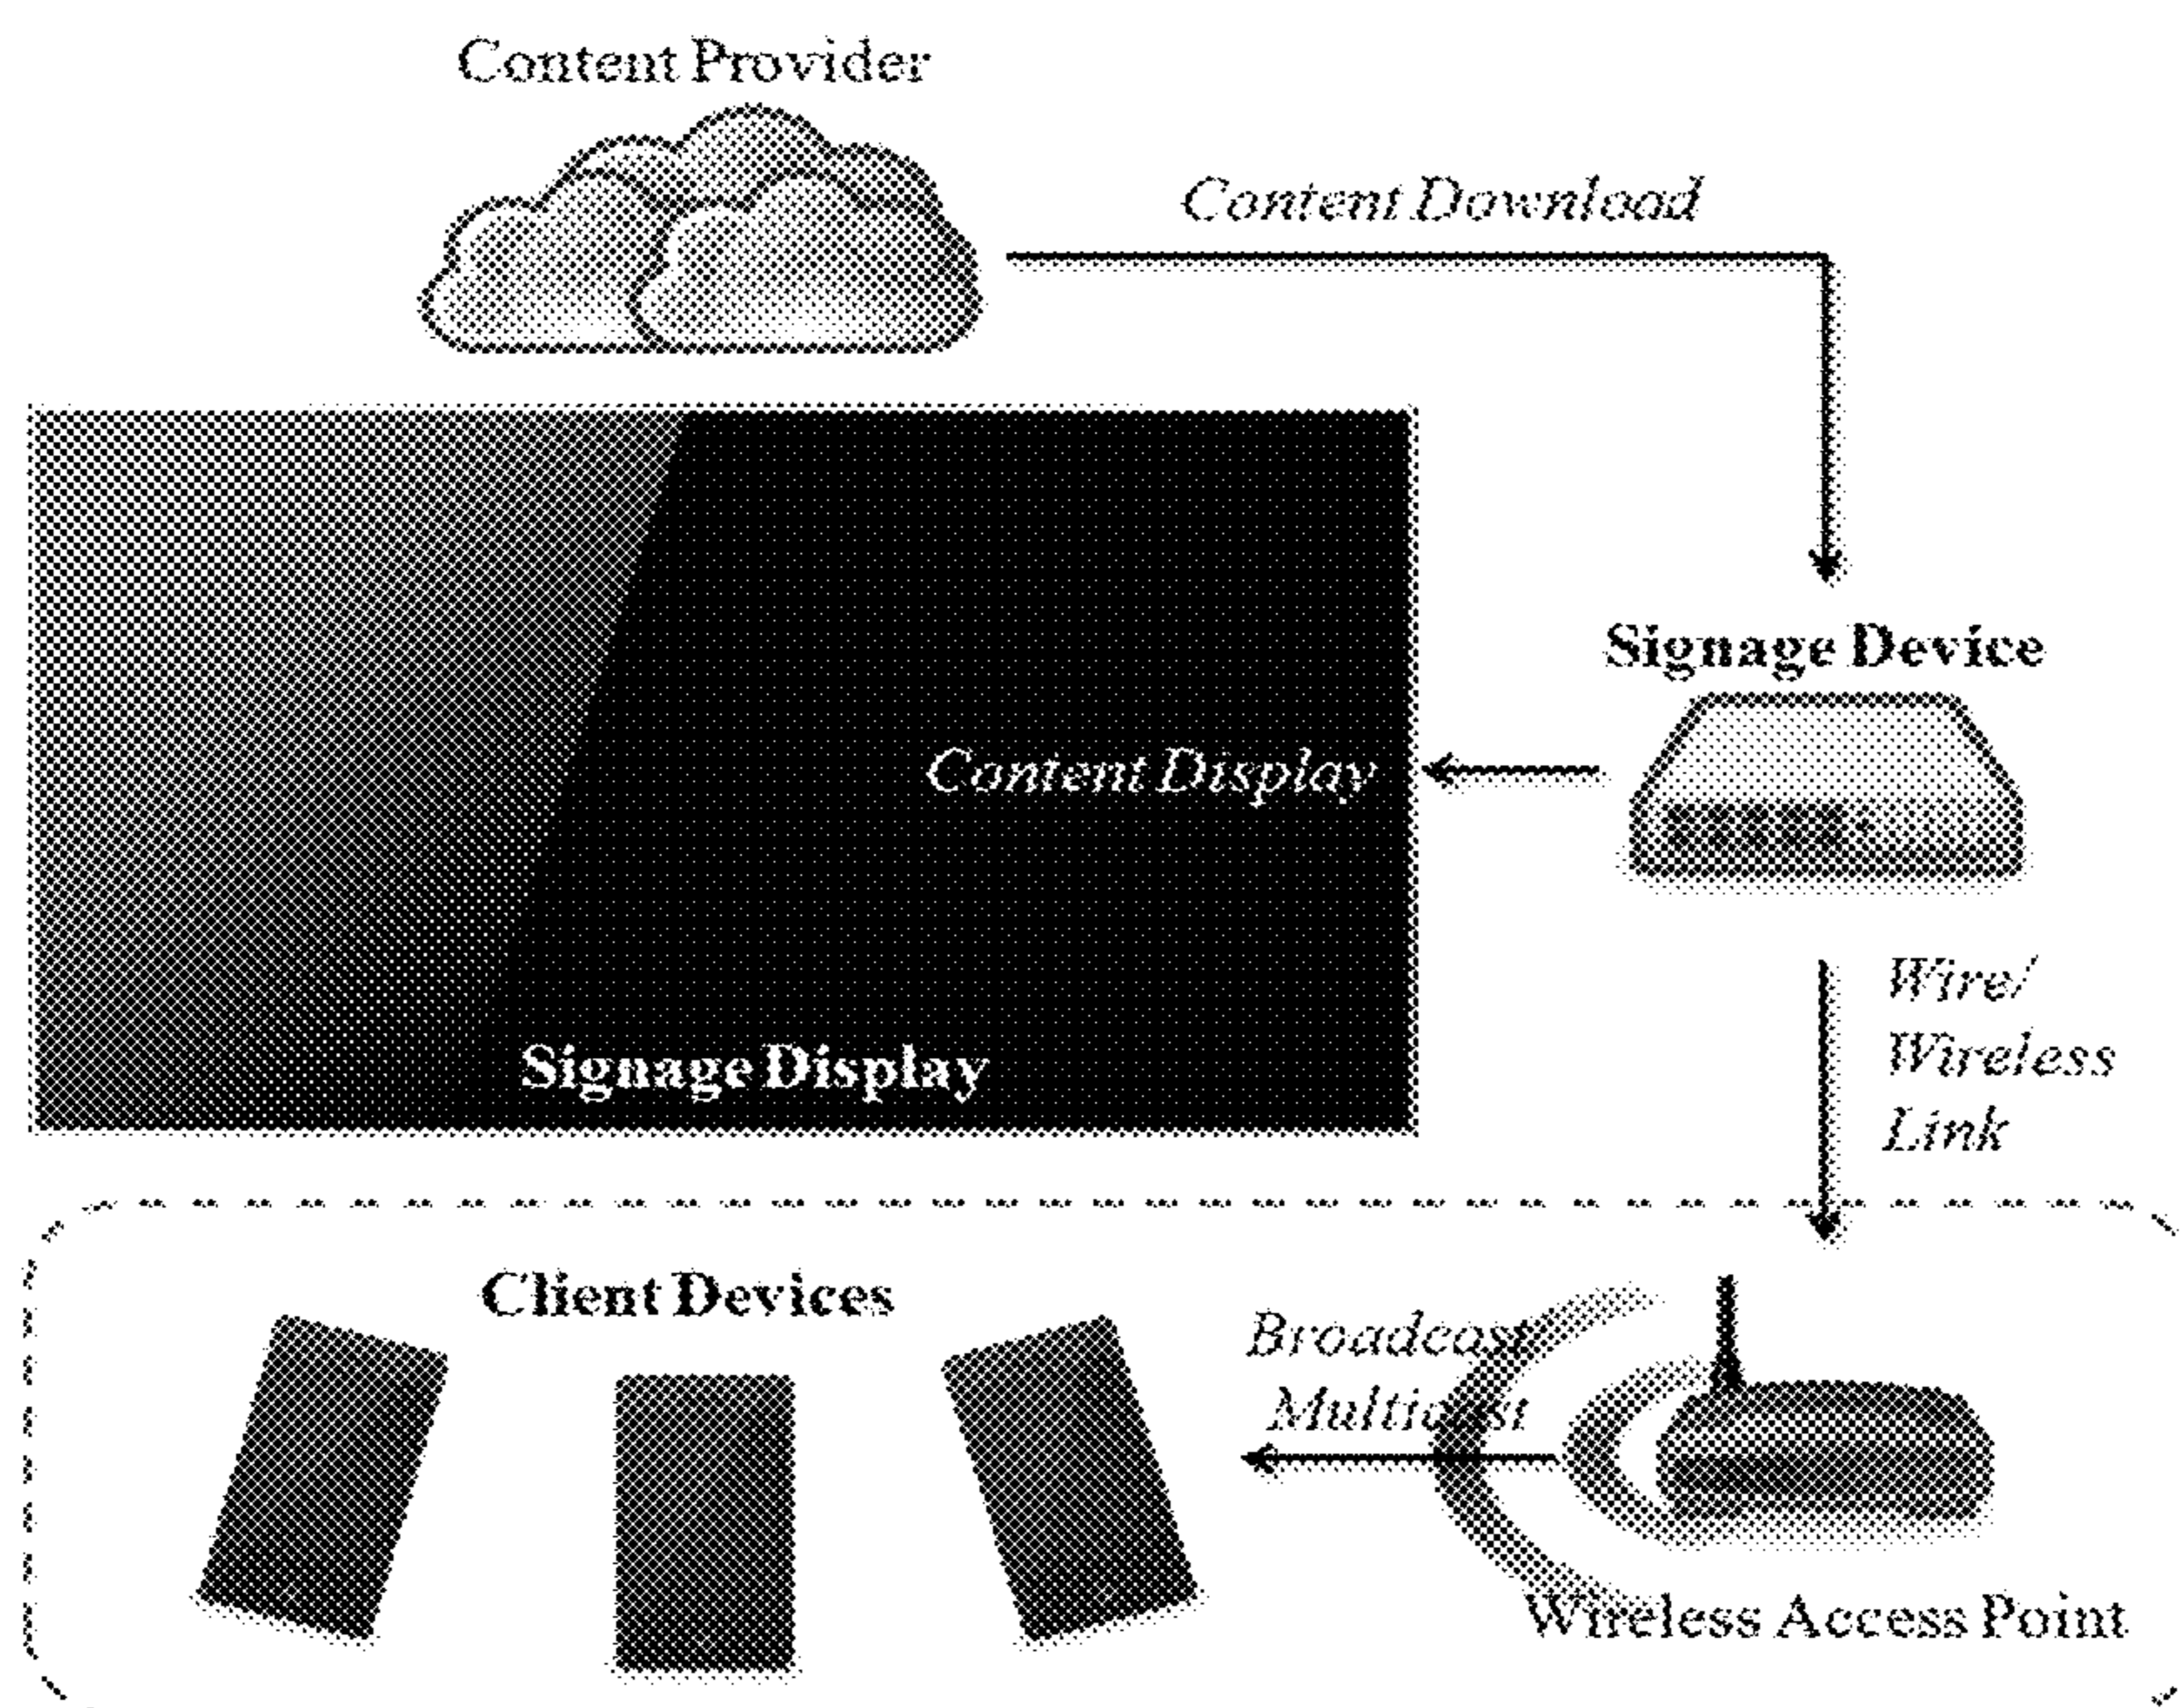 Content Provider
Content Download
Signage Device
Content Display
Wire/
Wireless
Link
Signage Display
Client Devices
Broadcast
Multicast
Wireless Access Point